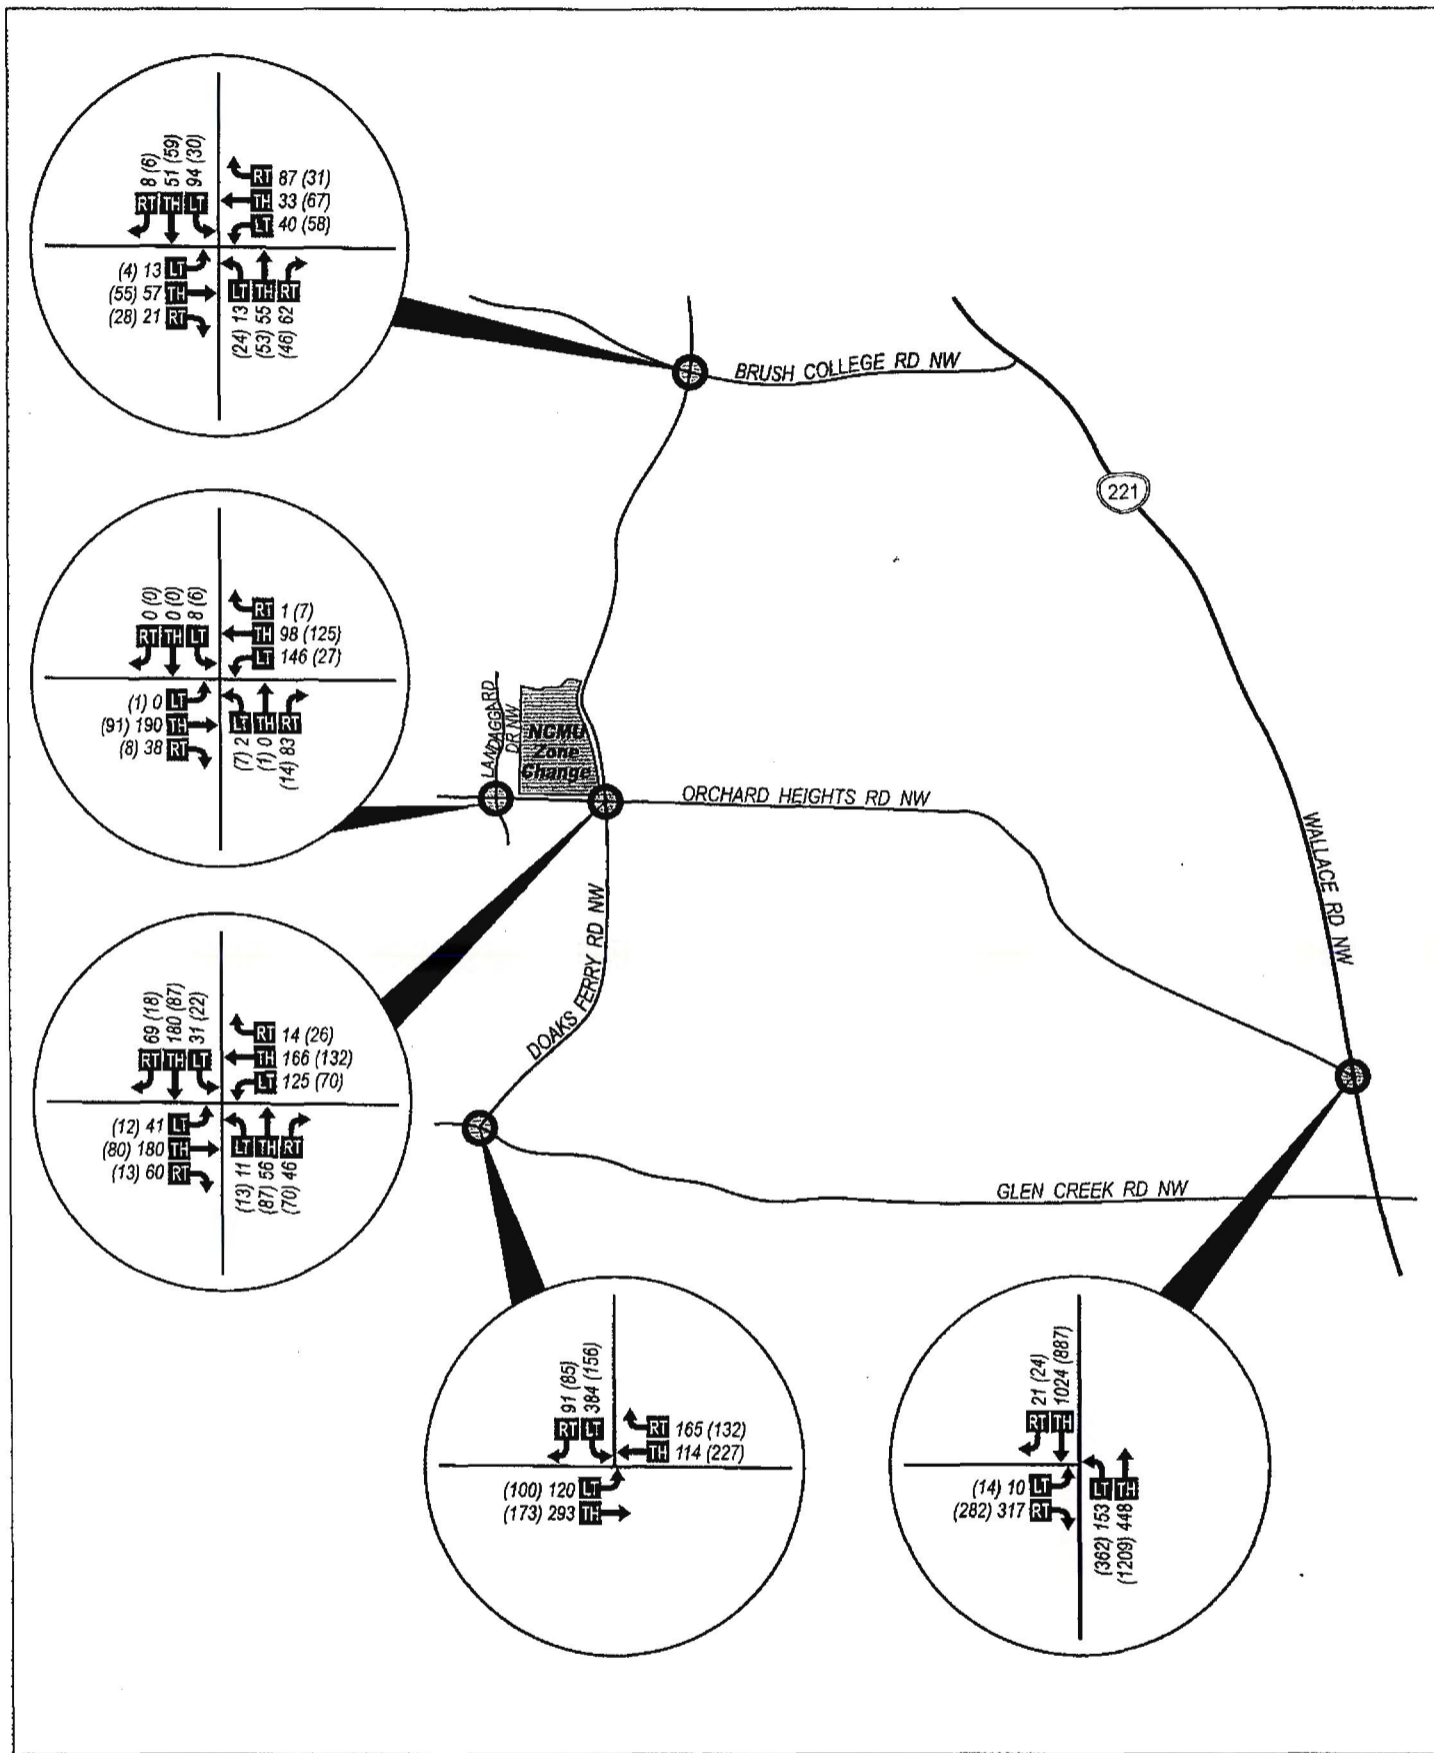 8 (6)
51 (59)
94 (30)
RT TH LT
RT 87 (31)
TH 33 (67)
LT 40 (58)
(4) 13 LT
(55) 57 TH
(28) 21 RT
LT TH RT
(24) 13
(53) 55
(46) 62
BRUSH COLLEGE RD NW
221
0 (0)
0 (0)
8 (6)
RT TH LT
RT 1 (7)
TH 98 (125)
LT 146 (27)
(1) 0 LT
(91) 190 TH
(8) 38 RT
LT TH RT
(7) 2
(1) 0
(14) 83
LANDAGGARD
DR NW
NCMU
Zone
Change
ORCHARD HEIGHTS RD NW
WALLACE RD NW
DOAKS FERRY RD NW
69 (18)
180 (87)
31 (22)
RT TH LT
RT 14 (26)
TH 166 (132)
LT 125 (70)
(12) 41 LT
(80) 180 TH
(13) 60 RT
LT TH RT
(13) 11
(87) 56
(70) 46
GLEN CREEK RD NW
91 (85)
384 (156)
RT LT
RT 165 (132)
TH 114 (227)
(100) 120 LT
(173) 293 TH
21 (24)
1024 (887)
RT TH
(14) 10 LT
(282) 317 RT
LT TH
(362) 153
(1209) 448